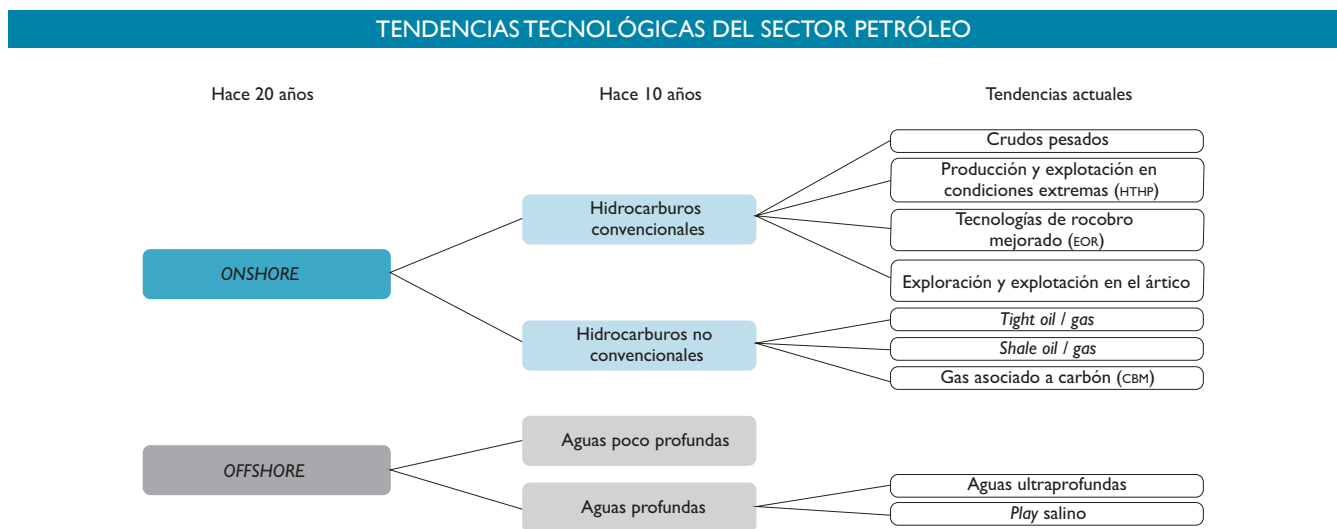 TENDENCIAS TECNOLÓGICAS DEL SECTOR PETRÓLEO
Hace 20 años
Hace 10 años
Tendencias actuales
ONSHORE
Hidrocarburos
convencionales
Crudos pesados
Producción y explotación en
condiciones extremas (HTHP)
Tecnologías de rocobro
mejorado (EOR)
Exploración y explotación en el ártico
Hidrocarburos no
convencionales
Tight oil / gas
Shale oil / gas
Gas asociado a carbón (CBM)
OFFSHORE
Aguas poco profundas
Aguas profundas
Aguas ultraprofundas
Play salino